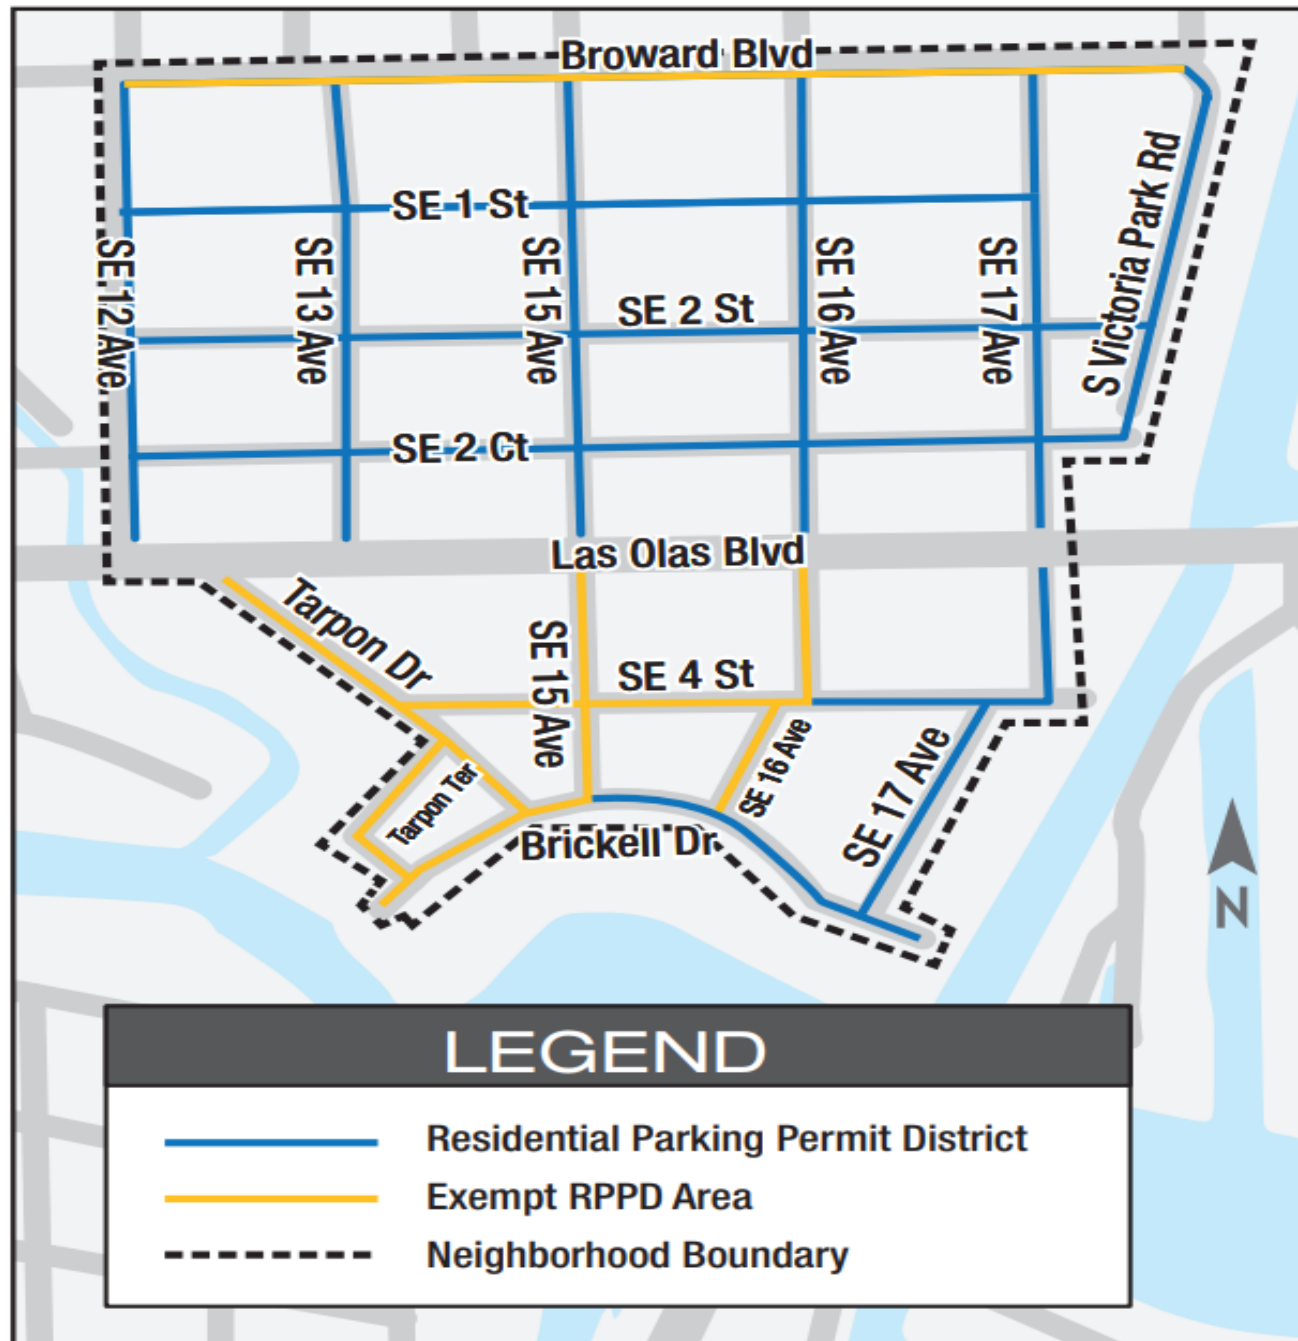 Broward Blvd
SE 1 St
SE 12 Ave
SE 13 Ave
SE 15 Ave
SE 2 St
SE 16 Ave
SE 17 Ave
S Victoria Park Rd
SE 2 Ct
Las Olas Blvd
Tarpon Dr
SE 15 Ave
SE 4 St
SE 16 Ave
SE 17 Ave
Tarpon Ter
Brickell Dr
N
LEGEND
Residential Parking Permit District
Exempt RPPD Area
Neighborhood Boundary